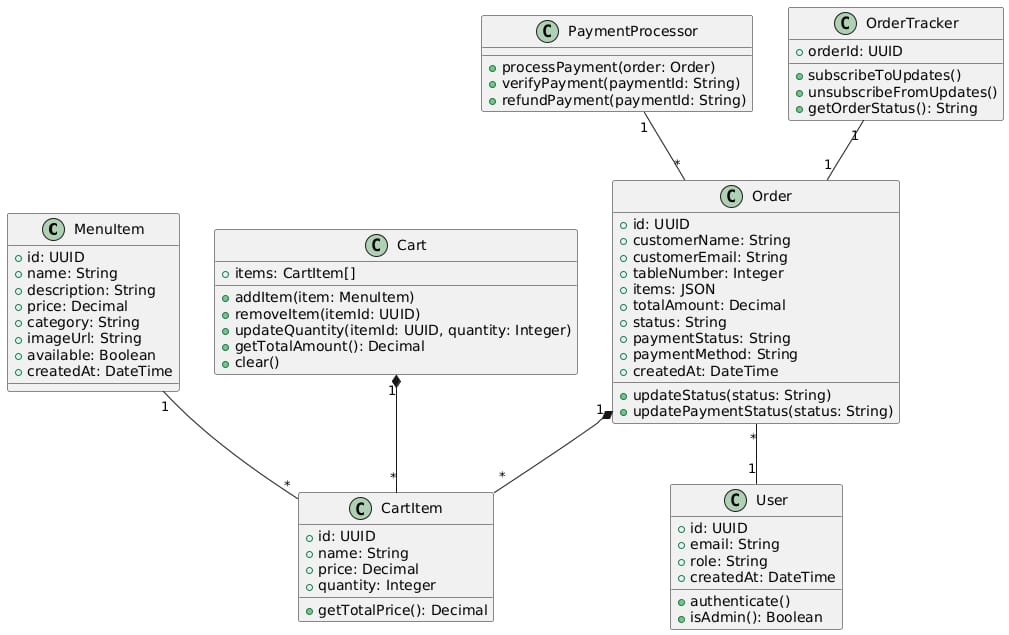 C PaymentProcessor
processPayment(order: Order)
verifyPayment(paymentId: String)
refundPayment(paymentId: String)
C OrderTracker
orderId: UUID
subscribeToUpdates()
unsubscribeFromUpdates()
getOrderStatus(): String
1
*
1
1
C MenuItem
id: UUID
name: String
description: String
price: Decimal
category: String
imageUrl: String
available: Boolean
createdAt: DateTime
C Cart
items: CartItem[]
addItem(item: MenuItem)
removeItem(itemId: UUID)
updateQuantity(itemId: UUID, quantity: Integer)
getTotalAmount(): Decimal
clear()
C Order
id: UUID
customerName: String
customerEmail: String
tableNumber: Integer
items: JSON
totalAmount: Decimal
status: String
paymentStatus: String
paymentMethod: String
createdAt: DateTime
updateStatus(status: String)
updatePaymentStatus(status: String)
1
*
1
*
1
*
*
1
C CartItem
id: UUID
name: String
price: Decimal
quantity: Integer
getTotalPrice(): Decimal
C User
id: UUID
email: String
role: String
createdAt: DateTime
authenticate()
isAdmin(): Boolean